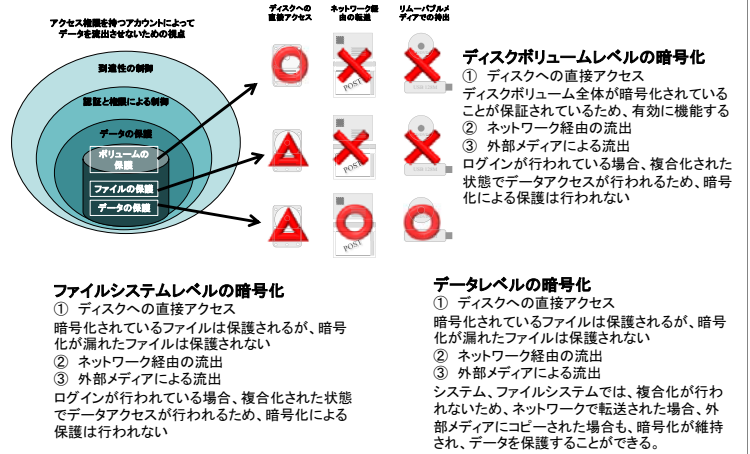 アクセス権限を持つアカウントによって
データを流出させないための視点
ディスクへの
直接アクセス
ネットワーク経
由の転送
リムーバブルメ
ディアでの持出
到達性の制御
認証と権限による制御
データの保護
ボリュームの
保護
ファイルの保護
データの保護
POST
USB COM
POST
USB COM
POST
ディスクボリュームレベルの暗号化
① ディスクへの直接アクセス
ディスクボリューム全体が暗号化されている
ことが保証されているため、有効に機能する
② ネットワーク経由の流出
③ 外部メディアによる流出
ログインが行われている場合、複合化された
状態でデータアクセスが行われるため、暗号
化による保護は行われない
ファイルシステムレベルの暗号化
① ディスクへの直接アクセス
暗号化されているファイルは保護されるが、暗号
化が漏れたファイルは保護されない
② ネットワーク経由の流出
③ 外部メディアによる流出
ログインが行われている場合、複合化された状態
でデータアクセスが行われるため、暗号化による
保護は行われない
データレベルの暗号化
① ディスクへの直接アクセス
暗号化されているファイルは保護されるが、暗号
化が漏れたファイルは保護されない
② ネットワーク経由の流出
③ 外部メディアによる流出
システム、ファイルシステムでは、複合化が行わ
れないため、ネットワークで転送された場合、外
部メディアにコピーされた場合も、暗号化が維持
され、データを保護することができる。